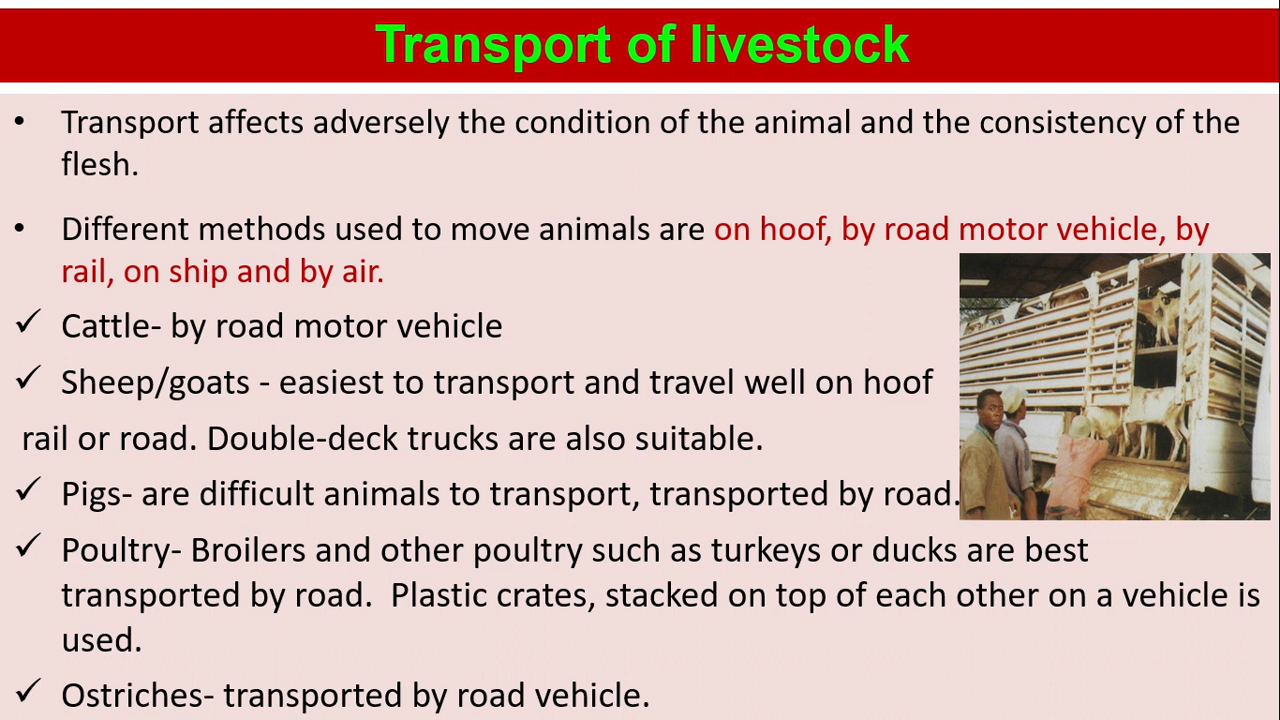 Transport of livestock
• Transport affects adversely the condition of the animal and the consistency of the
flesh.
• Different methods used to move animals are on hoof, by road motor vehicle, by
rail, on ship and by air.
✓ Cattle- by road motor vehicle
✓ Sheep/goats - easiest to transport and travel well on hoof
rail or road. Double-deck trucks are also suitable.
✓ Pigs- are difficult animals to transport, transported by road.
✓ Poultry- Broilers and other poultry such as turkeys or ducks are best
transported by road.  Plastic crates, stacked on top of each other on a vehicle is
used.
✓ Ostriches- transported by road vehicle.